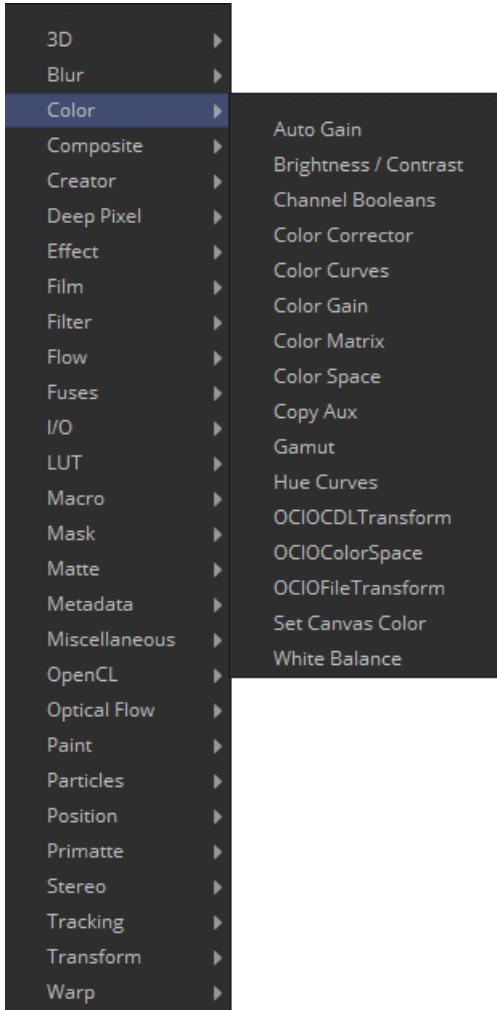 3D
Blur
Color
Composite
Creator
Deep Pixel
Effect
Film
Filter
Flow
Fuses
I/O
LUT
Macro
Mask
Matte
Metadata
Miscellaneous
OpenCL
Optical Flow
Paint
Particles
Position
Primatte
Stereo
Tracking
Transform
Warp
Auto Gain
Brightness / Contrast
Channel Booleans
Color Corrector
Color Curves
Color Gain
Color Matrix
Color Space
Copy Aux
Gamut
Hue Curves
OCIOCDLTransform
OCIOColorSpace
OCIOFileTransform
Set Canvas Color
White Balance